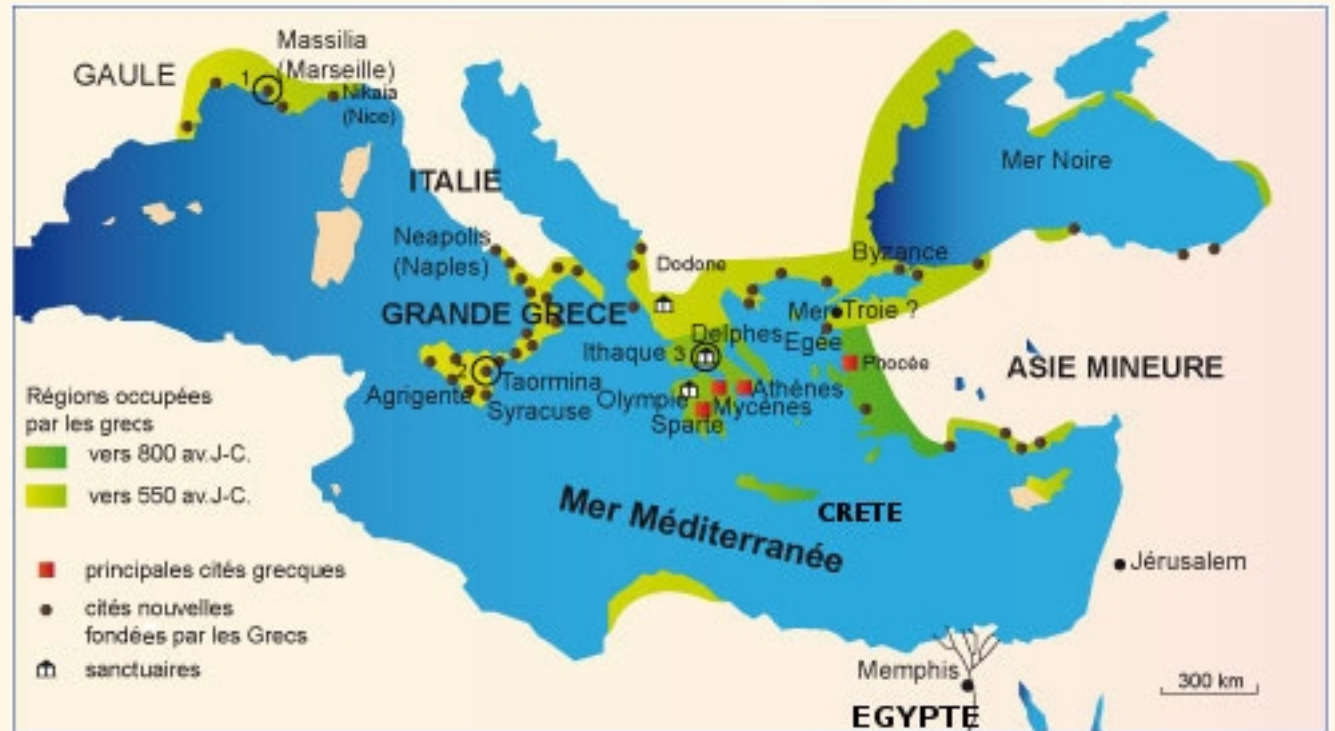 Massilia
(Marseille)
GAULE
1
Nikaia
(Nice)
Mer Noire
ITALIE
Neapolis
(Naples)
Dodone
Byzance
GRANDE GRECE
Mer
Troie ?
Egée
Delphes
Ithaque
3
Phocée
ASIE MINEURE
2
Taormina
Agrigente
Syracuse
Olympie
Athénes
Mycènes
Sparte
Régions occupées
par les grecs
vers 800 av.J-C.
vers 550 av.J-C.
Mer Méditerranée
CRETE
principales cités grecques
Jérusalem
cités nouvelles
fondées par les Grecs
sanctuaires
Memphis
300 km
EGYPTE